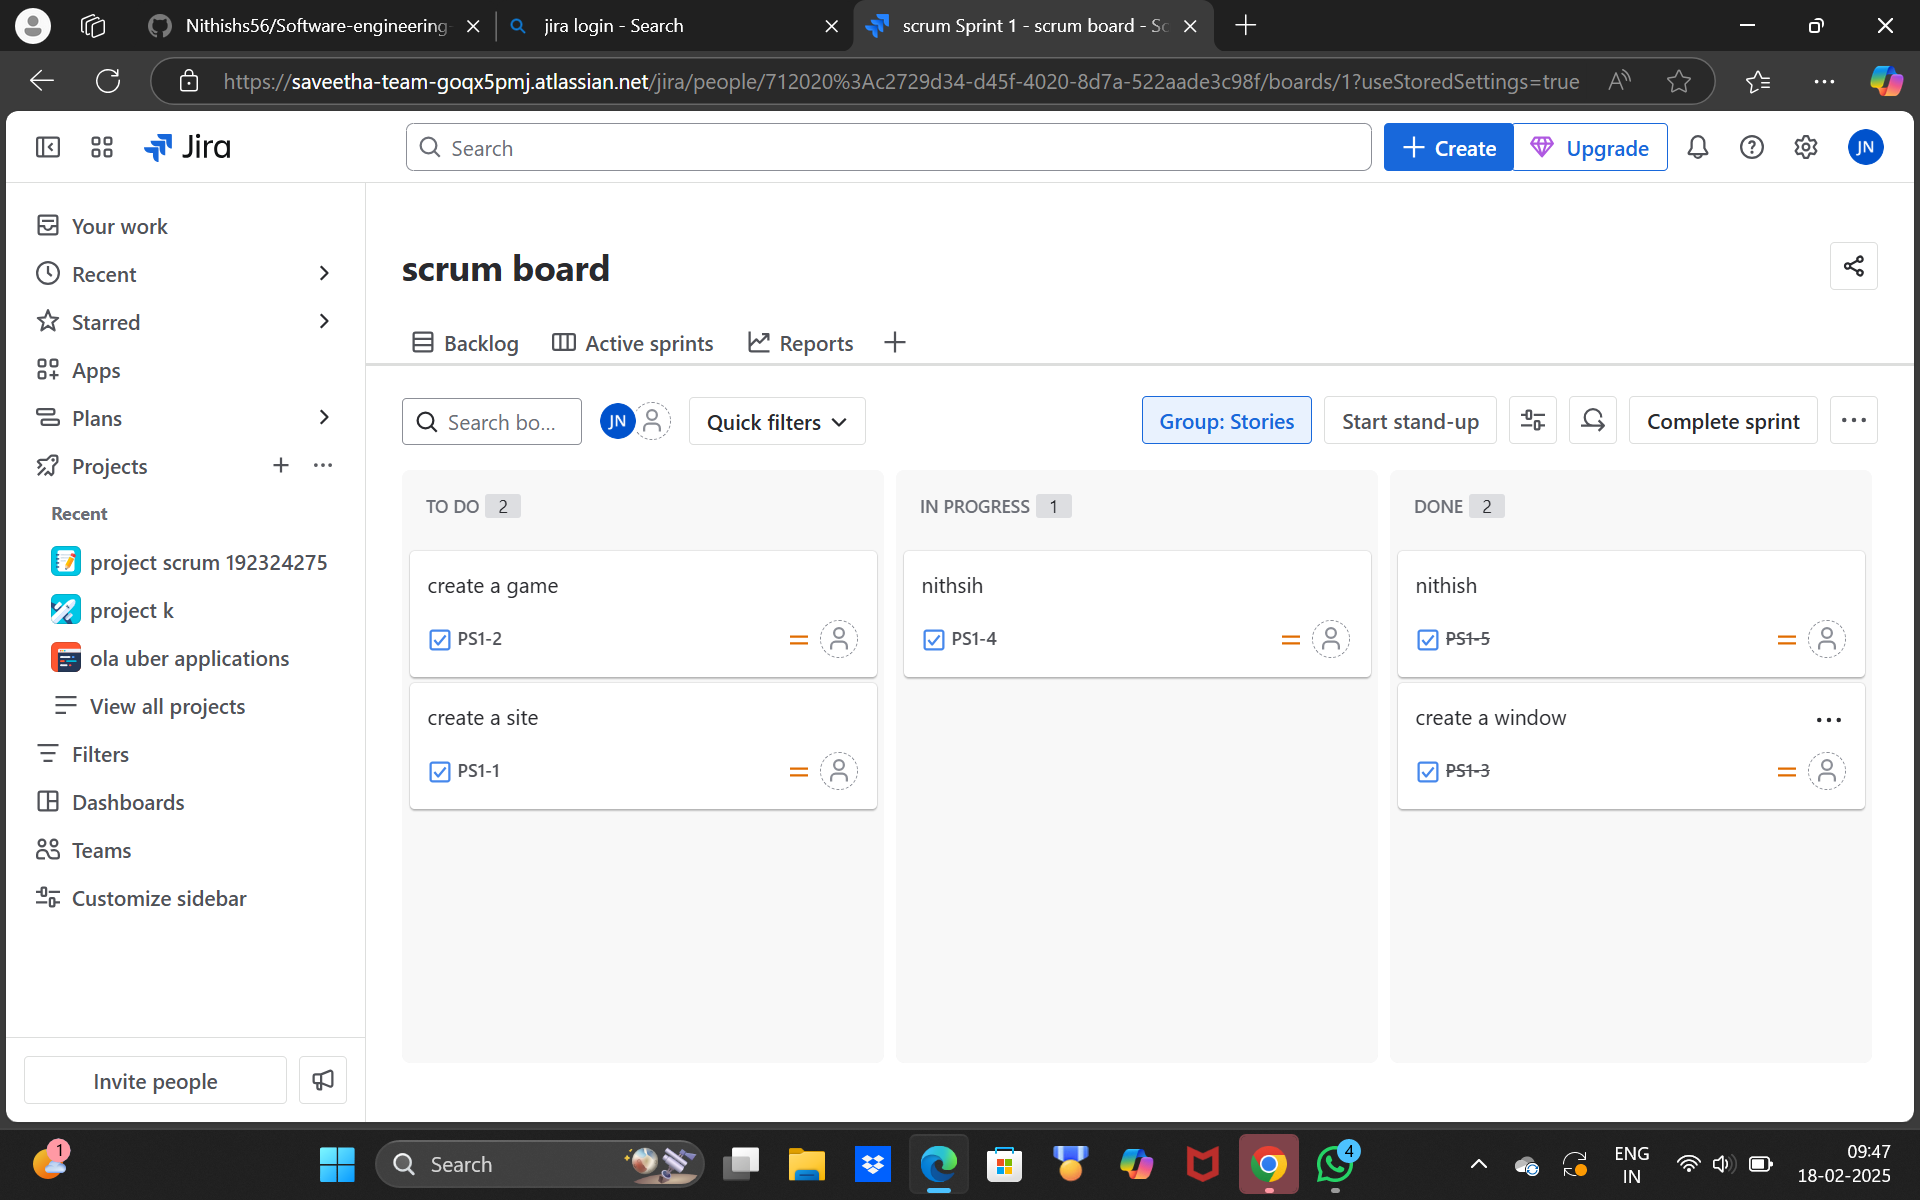 Nithishs56/Software-engineering-
jira login - Search
scrum Sprint 1 - scrum board - Sc
https://saveetha-team-goqx5pmj.atlassian.net/jira/people/712020%3Ac2729d34-d45f-4020-8d7a-522aade3c98f/boards/1?useStoredSettings=true
Jira
Search
Create
Upgrade
JN
Your work
Recent
Starred
Apps
Plans
Projects
Recent
project scrum 192324275
project k
ola uber applications
View all projects
Filters
Dashboards
Teams
Customize sidebar
Invite people
scrum board
Backlog
Active sprints
Reports
Search bo...
JN
Quick filters
Group: Stories
Start stand-up
Complete sprint
TO DO 2
create a game
PS1-2
create a site
PS1-1
IN PROGRESS 1
nithsih
PS1-4
DONE 2
nithish
PS1-5
create a window
PS1-3
1
Search
4
ENG
IN
09:47
18-02-2025